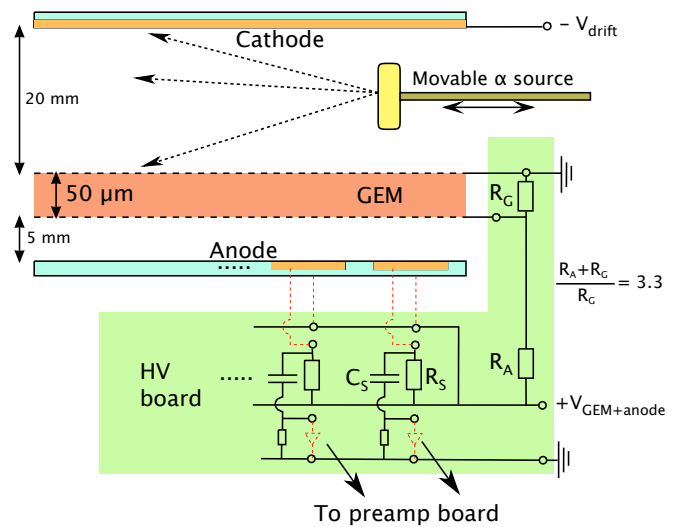 Cathode
− V_drift
Movable α source
20 mm
50 μm
GEM
R_G
5 mm
Anode
.....
(R_A+R_G)/R_G = 3.3
HV
board
.....
C_S
R_S
R_A
+V_GEM+anode
To preamp board